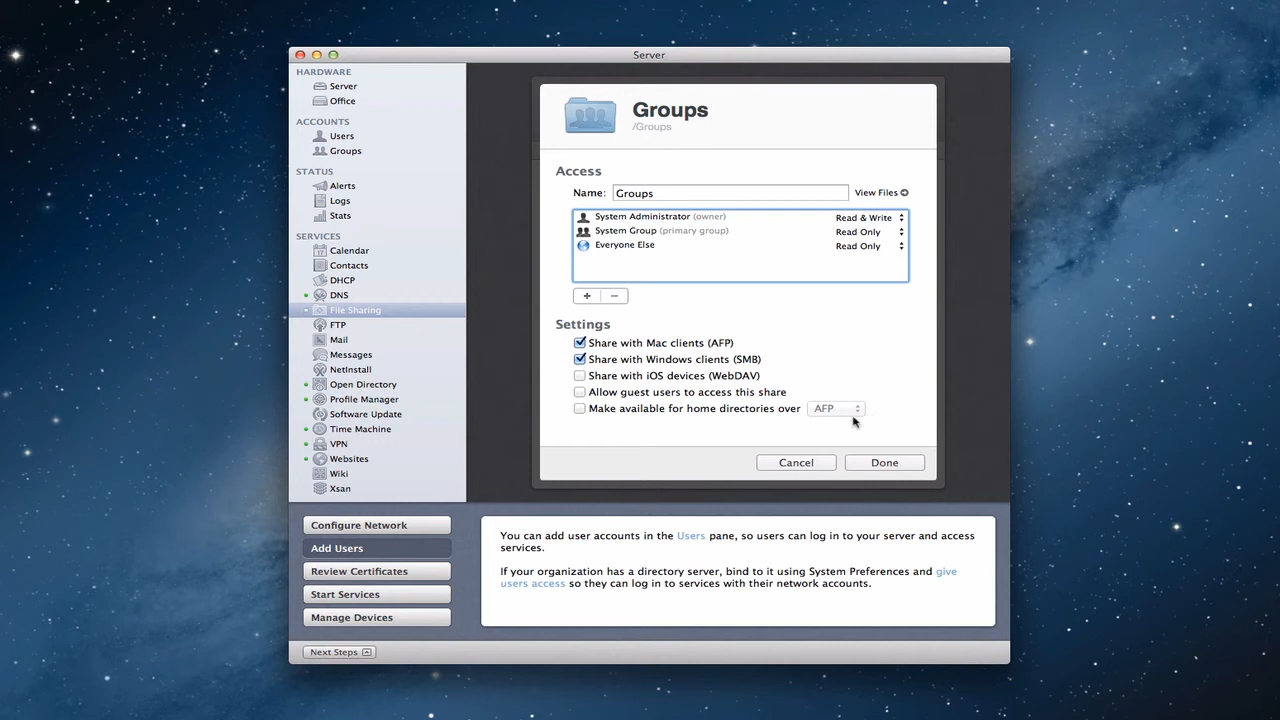 Server
HARDWARE
Server
Office
ACCOUNTS
Users
Groups
STATUS
Alerts
Logs
Stats
SERVICES
Calendar
Contacts
DHCP
DNS
File Sharing
FTP
Mail
Messages
NetInstall
Open Directory
Profile Manager
Software Update
Time Machine
VPN
Websites
Wiki
Xsan
Groups
/Groups
Access
Name: Groups View Files
System Administrator (owner) Read & Write
System Group (primary group) Read Only
Everyone Else Read Only
+ −
Settings
Share with Mac clients (AFP)
Share with Windows clients (SMB)
Share with iOS devices (WebDAV)
Allow guest users to access this share
Make available for home directories over AFP
Cancel Done
Configure Network
Add Users
Review Certificates
Start Services
Manage Devices
You can add user accounts in the Users pane, so users can log in to your server and access
services.
If your organization has a directory server, bind to it using System Preferences and give
users access so they can log in to services with their network accounts.
Next Steps